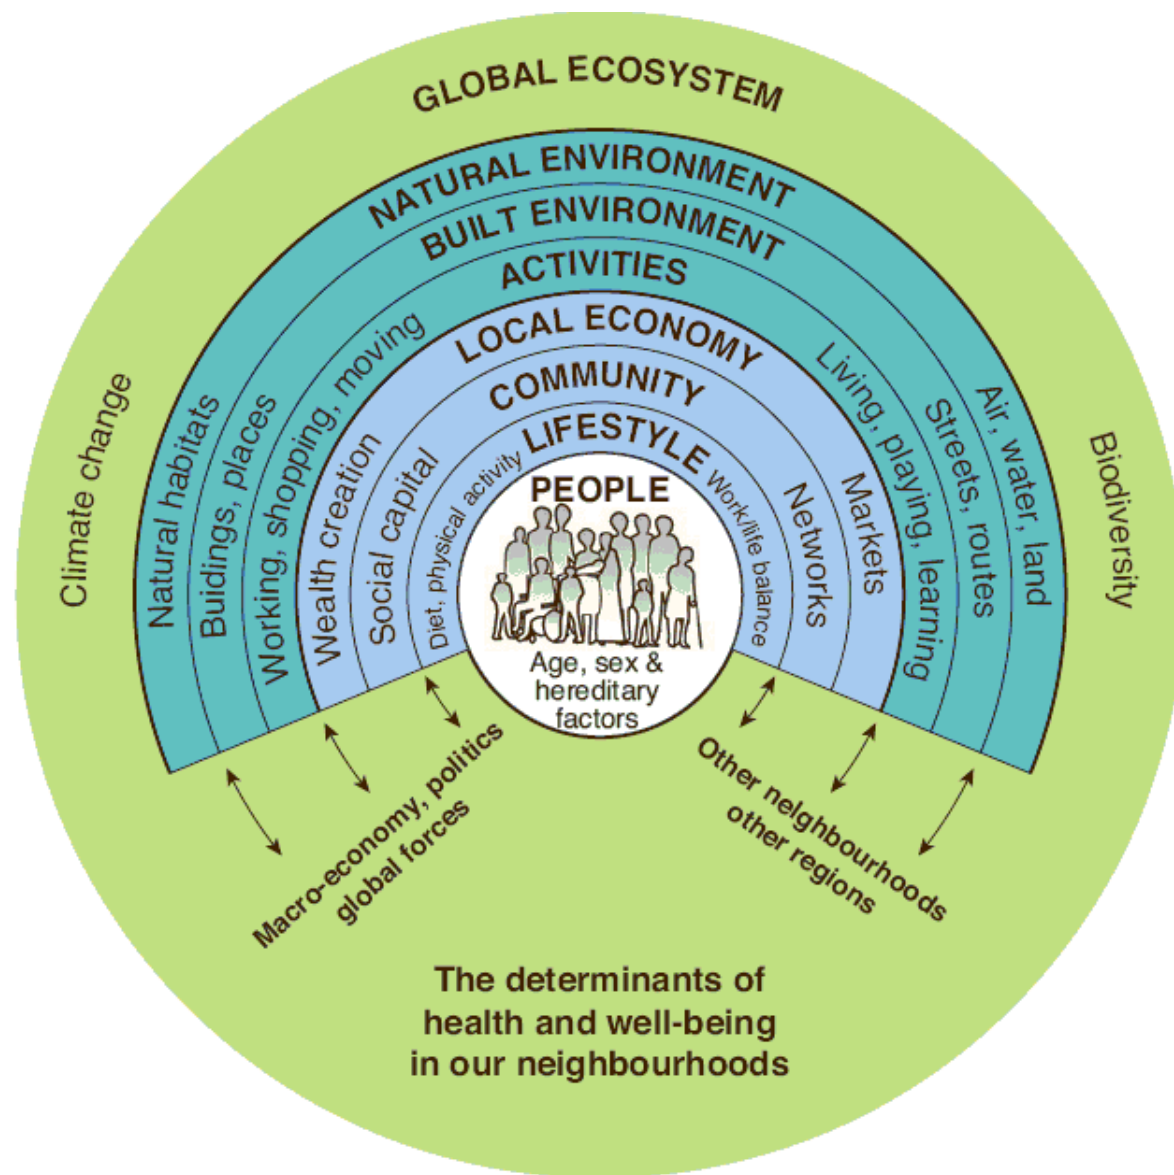 GLOBAL ECOSYSTEM
NATURAL ENVIRONMENT
BUILT ENVIRONMENT
ACTIVITIES
LOCAL ECONOMY
COMMUNITY
LIFESTYLE
PEOPLE
Age, sex &
hereditary
factors
Climate change
Natural habitats
Buidings, places
Working, shopping, moving
Wealth creation
Social capital
Diet, physical activity
Work/life balance
Networks
Markets
Living, playing, learning
Streets, routes
Air, water, land
Biodiversity
Macro-economy, politics
global forces
Other neighbourhoods
other regions
The determinants of
health and well-being
in our neighbourhoods